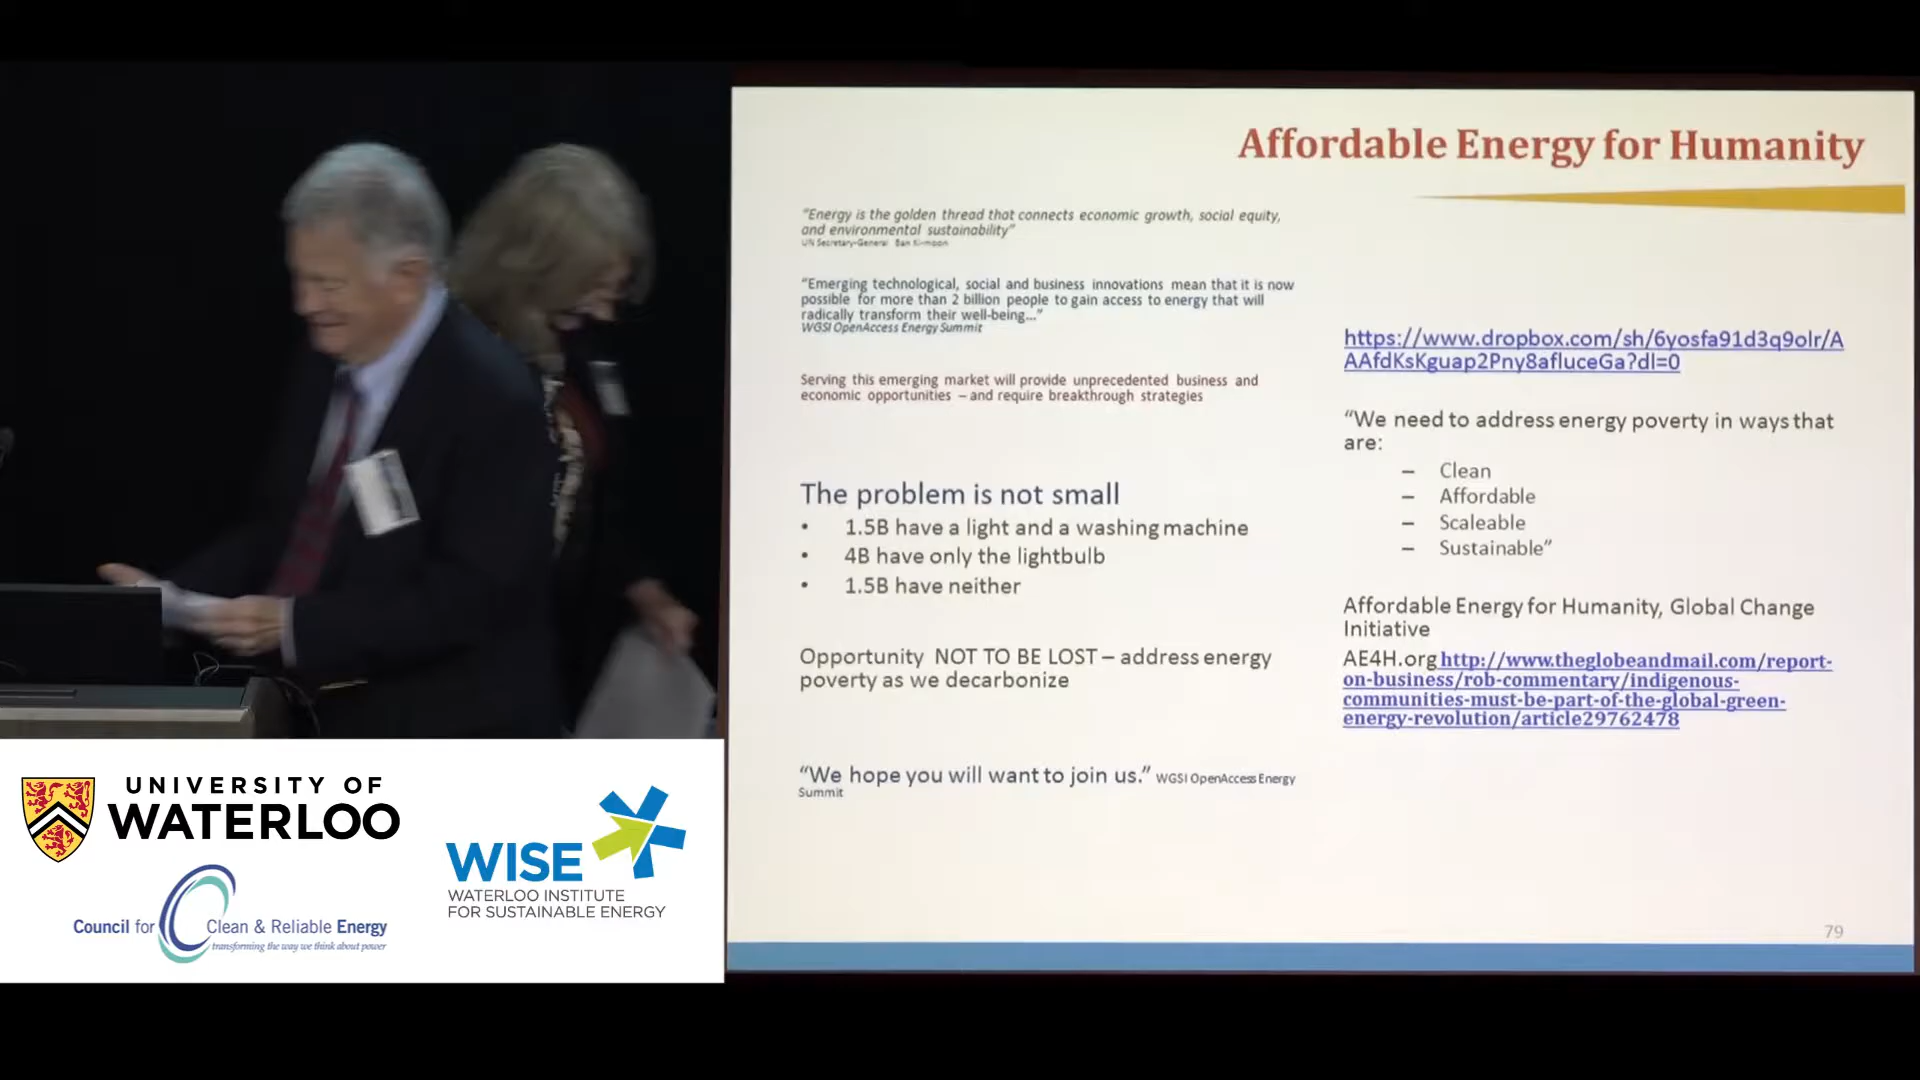 Affordable Energy for Humanity
"Energy is the golden thread that connects economic growth, social equity,
and environmental sustainability"
UN Secretary-General Ban Ki-moon
"Emerging technological, social and business innovations mean that it is now
possible for more than 2 billion people to gain access to energy that will
radically transform their well-being..."
WGSI OpenAccess Energy Summit
Serving this emerging market will provide unprecedented business and
economic opportunities – and require breakthrough strategies
The problem is not small
• 1.5B have a light and a washing machine
• 4B have only the lightbulb
• 1.5B have neither
Opportunity NOT TO BE LOST – address energy
poverty as we decarbonize
"We hope you will want to join us." WGSI OpenAccess Energy
Summit
https://www.dropbox.com/sh/6yosfa91d3q9olr/A
AAfdKsKguap2Pny8afluceGa?dl=0
"We need to address energy poverty in ways that
are:
– Clean
– Affordable
– Scaleable
– Sustainable"
Affordable Energy for Humanity, Global Change
Initiative
AE4H.org http://www.theglobeandmail.com/report-
on-business/rob-commentary/indigenous-
communities-must-be-part-of-the-global-green-
energy-revolution/article29762478
79
UNIVERSITY OF
WATERLOO
WISE
WATERLOO INSTITUTE
FOR SUSTAINABLE ENERGY
Council for Clean & Reliable Energy
transforming the way we think about power